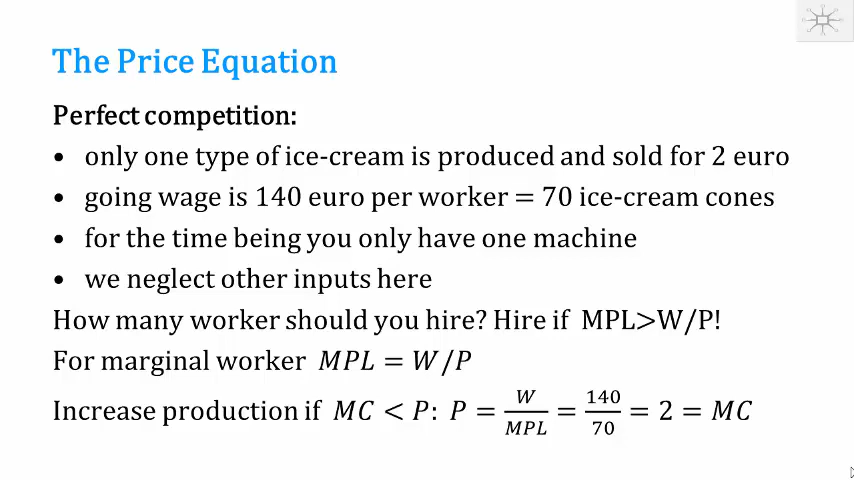 The Price Equation
Perfect competition:
• only one type of ice-cream is produced and sold for 2 euro
• going wage is 140 euro per worker = 70 ice-cream cones
• for the time being you only have one machine
• we neglect other inputs here
How many worker should you hire? Hire if MPL>W/P!
For marginal worker MPL = W/P
Increase production if MC < P: P = W/MPL = 140/70 = 2 = MC